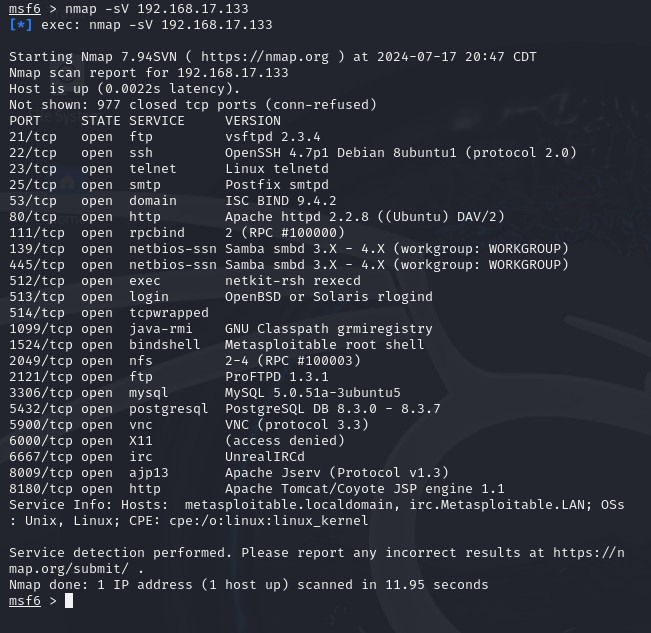 msf6 > nmap -sV 192.168.17.133
[*] exec: nmap -sV 192.168.17.133

Starting Nmap 7.94SVN ( https://nmap.org ) at 2024-07-17 20:47 CDT
Nmap scan report for 192.168.17.133
Host is up (0.0022s latency).
Not shown: 977 closed tcp ports (conn-refused)
PORT     STATE SERVICE     VERSION
21/tcp   open  ftp         vsftpd 2.3.4
22/tcp   open  ssh         OpenSSH 4.7p1 Debian 8ubuntu1 (protocol 2.0)
23/tcp   open  telnet      Linux telnetd
25/tcp   open  smtp        Postfix smtpd
53/tcp   open  domain      ISC BIND 9.4.2
80/tcp   open  http        Apache httpd 2.2.8 ((Ubuntu) DAV/2)
111/tcp  open  rpcbind     2 (RPC #100000)
139/tcp  open  netbios-ssn Samba smbd 3.X - 4.X (workgroup: WORKGROUP)
445/tcp  open  netbios-ssn Samba smbd 3.X - 4.X (workgroup: WORKGROUP)
512/tcp  open  exec        netkit-rsh rexecd
513/tcp  open  login       OpenBSD or Solaris rlogind
514/tcp  open  tcpwrapped
1099/tcp open  java-rmi    GNU Classpath grmiregistry
1524/tcp open  bindshell   Metasploitable root shell
2049/tcp open  nfs         2-4 (RPC #100003)
2121/tcp open  ftp         ProFTPD 1.3.1
3306/tcp open  mysql       MySQL 5.0.51a-3ubuntu5
5432/tcp open  postgresql  PostgreSQL DB 8.3.0 - 8.3.7
5900/tcp open  vnc         VNC (protocol 3.3)
6000/tcp open  X11         (access denied)
6667/tcp open  irc         UnrealIRCd
8009/tcp open  ajp13       Apache Jserv (Protocol v1.3)
8180/tcp open  http        Apache Tomcat/Coyote JSP engine 1.1
Service Info: Hosts:  metasploitable.localdomain, irc.Metasploitable.LAN; OSs
: Unix, Linux; CPE: cpe:/o:linux:linux_kernel

Service detection performed. Please report any incorrect results at https://n
map.org/submit/ .
Nmap done: 1 IP address (1 host up) scanned in 11.95 seconds
msf6 >